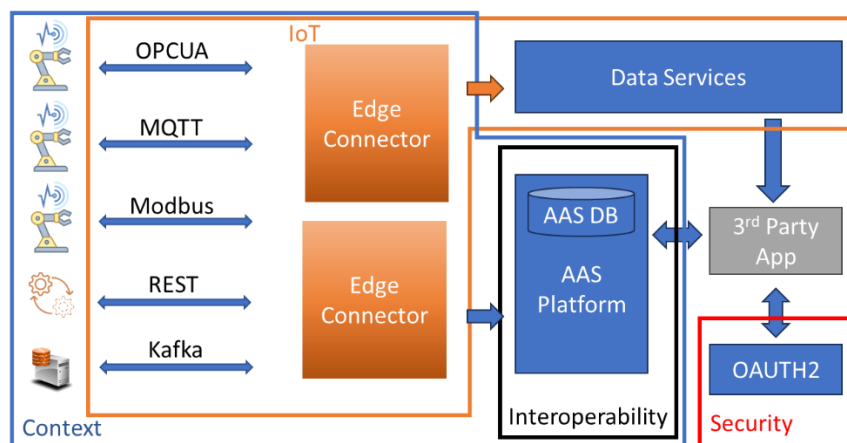 IoT
OPCUA
MQTT
Modbus
REST
Kafka
Edge
Connector
Edge
Connector
Data Services
AAS DB
AAS
Platform
3rd Party
App
OAUTH2
Interoperability
Security
Context